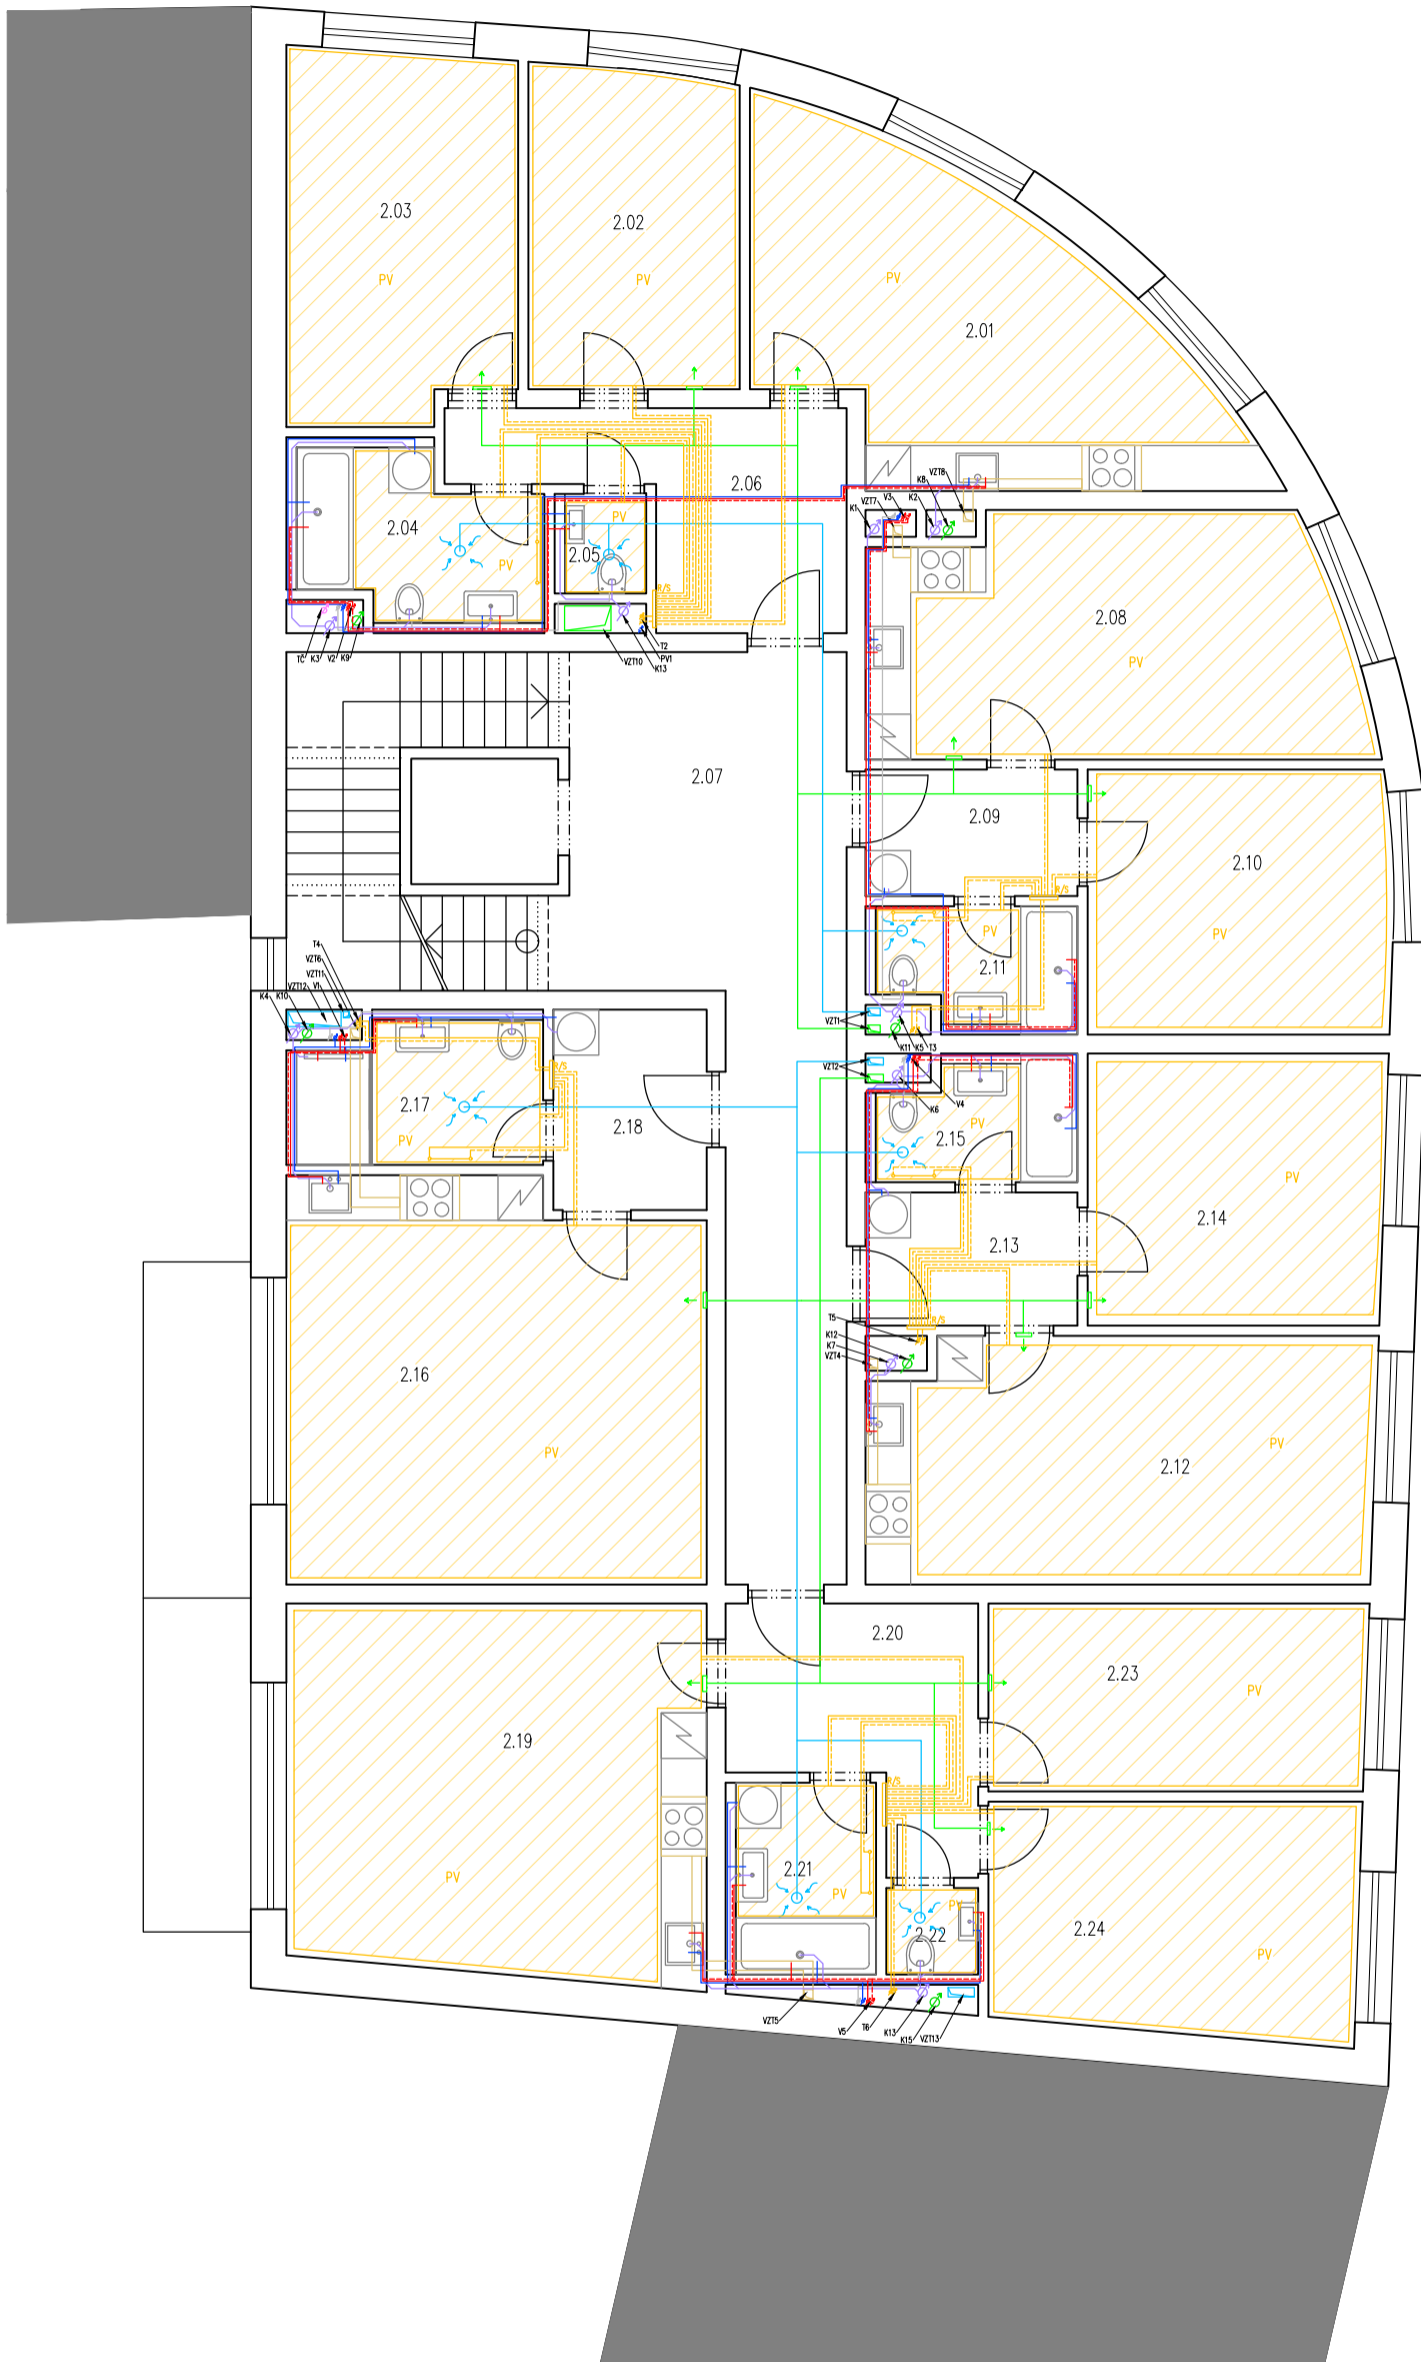 2.03
2.02
PV
PV
PV
2.01
2.06
VZT8
K8
VZT7
V3
K2
K1
2.04
PV
2.05
PV
R/S
2.08
PV
TČ
K3
V2
K9
VZT10
T2
PV1
K13
2.07
2.09
2.10
R/S
PV
PV
2.11
T4
VZT6
VZT11
VZT12
V1
K4
K10
VZT1
K11
K5
T3
VZT2
K6
V4
R/S
2.17
PV
2.18
PV
2.15
PV
2.14
2.13
T5
R/S
K12
K7
VZT4
2.16
PV
PV
2.12
2.20
2.23
PV
2.19
R/S
PV
2.21
PV
PV
2.22
2.24
PV
VZT5
V5
T6
K13
K15
VZT13